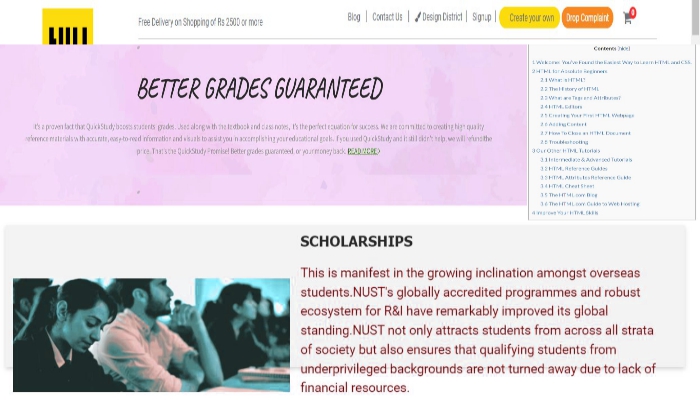 Free Delivery on Shopping of Rs 2500 or more
Blog
Contact Us
Design District
Signup
Create your own
Drop Complaint
0
BETTER GRADES GUARANTEED
It's a proven fact that QuickStudy boosts students' grades. Used along with the textbook and class notes, it's the perfect equation for success. We are committed to creating high quality
reference materials with accurate, easy-to-read information and visuals to assist you in accomplishing your educational goals. If you used QuickStudy and it still didn't help, we will refund the
price. That's the QuickStudy Promise! Better grades guaranteed, or your money back. READ MORE
Contents [hide]
1 Welcome: You've Found the Easiest Way to Learn HTML and CSS.
2 HTML for Absolute Beginners
2.1 What is HTML?
2.2 The History of HTML
2.3 What are Tags and Attributes?
2.4 HTML Editors
2.5 Creating Your First HTML Webpage
2.6 Adding Content
2.7 How To Close an HTML Document
2.8 Troubleshooting
3 Our Other HTML Tutorials
3.1 Intermediate & Advanced Tutorials
3.2 HTML Reference Guides
3.3 HTML Attributes Reference Guide
3.4 HTML Cheat Sheet
3.5 The HTML.com Blog
3.6 The HTML.com Guide to Web Hosting
4 Improve Your HTML Skills
SCHOLARSHIPS
This is manifest in the growing inclination amongst overseas
students.NUST's globally accredited programmes and robust
ecosystem for R&I have remarkably improved its global
standing.NUST not only attracts students from across all strata
of society but also ensures that qualifying students from
underprivileged backgrounds are not turned away due to lack of
financial resources.